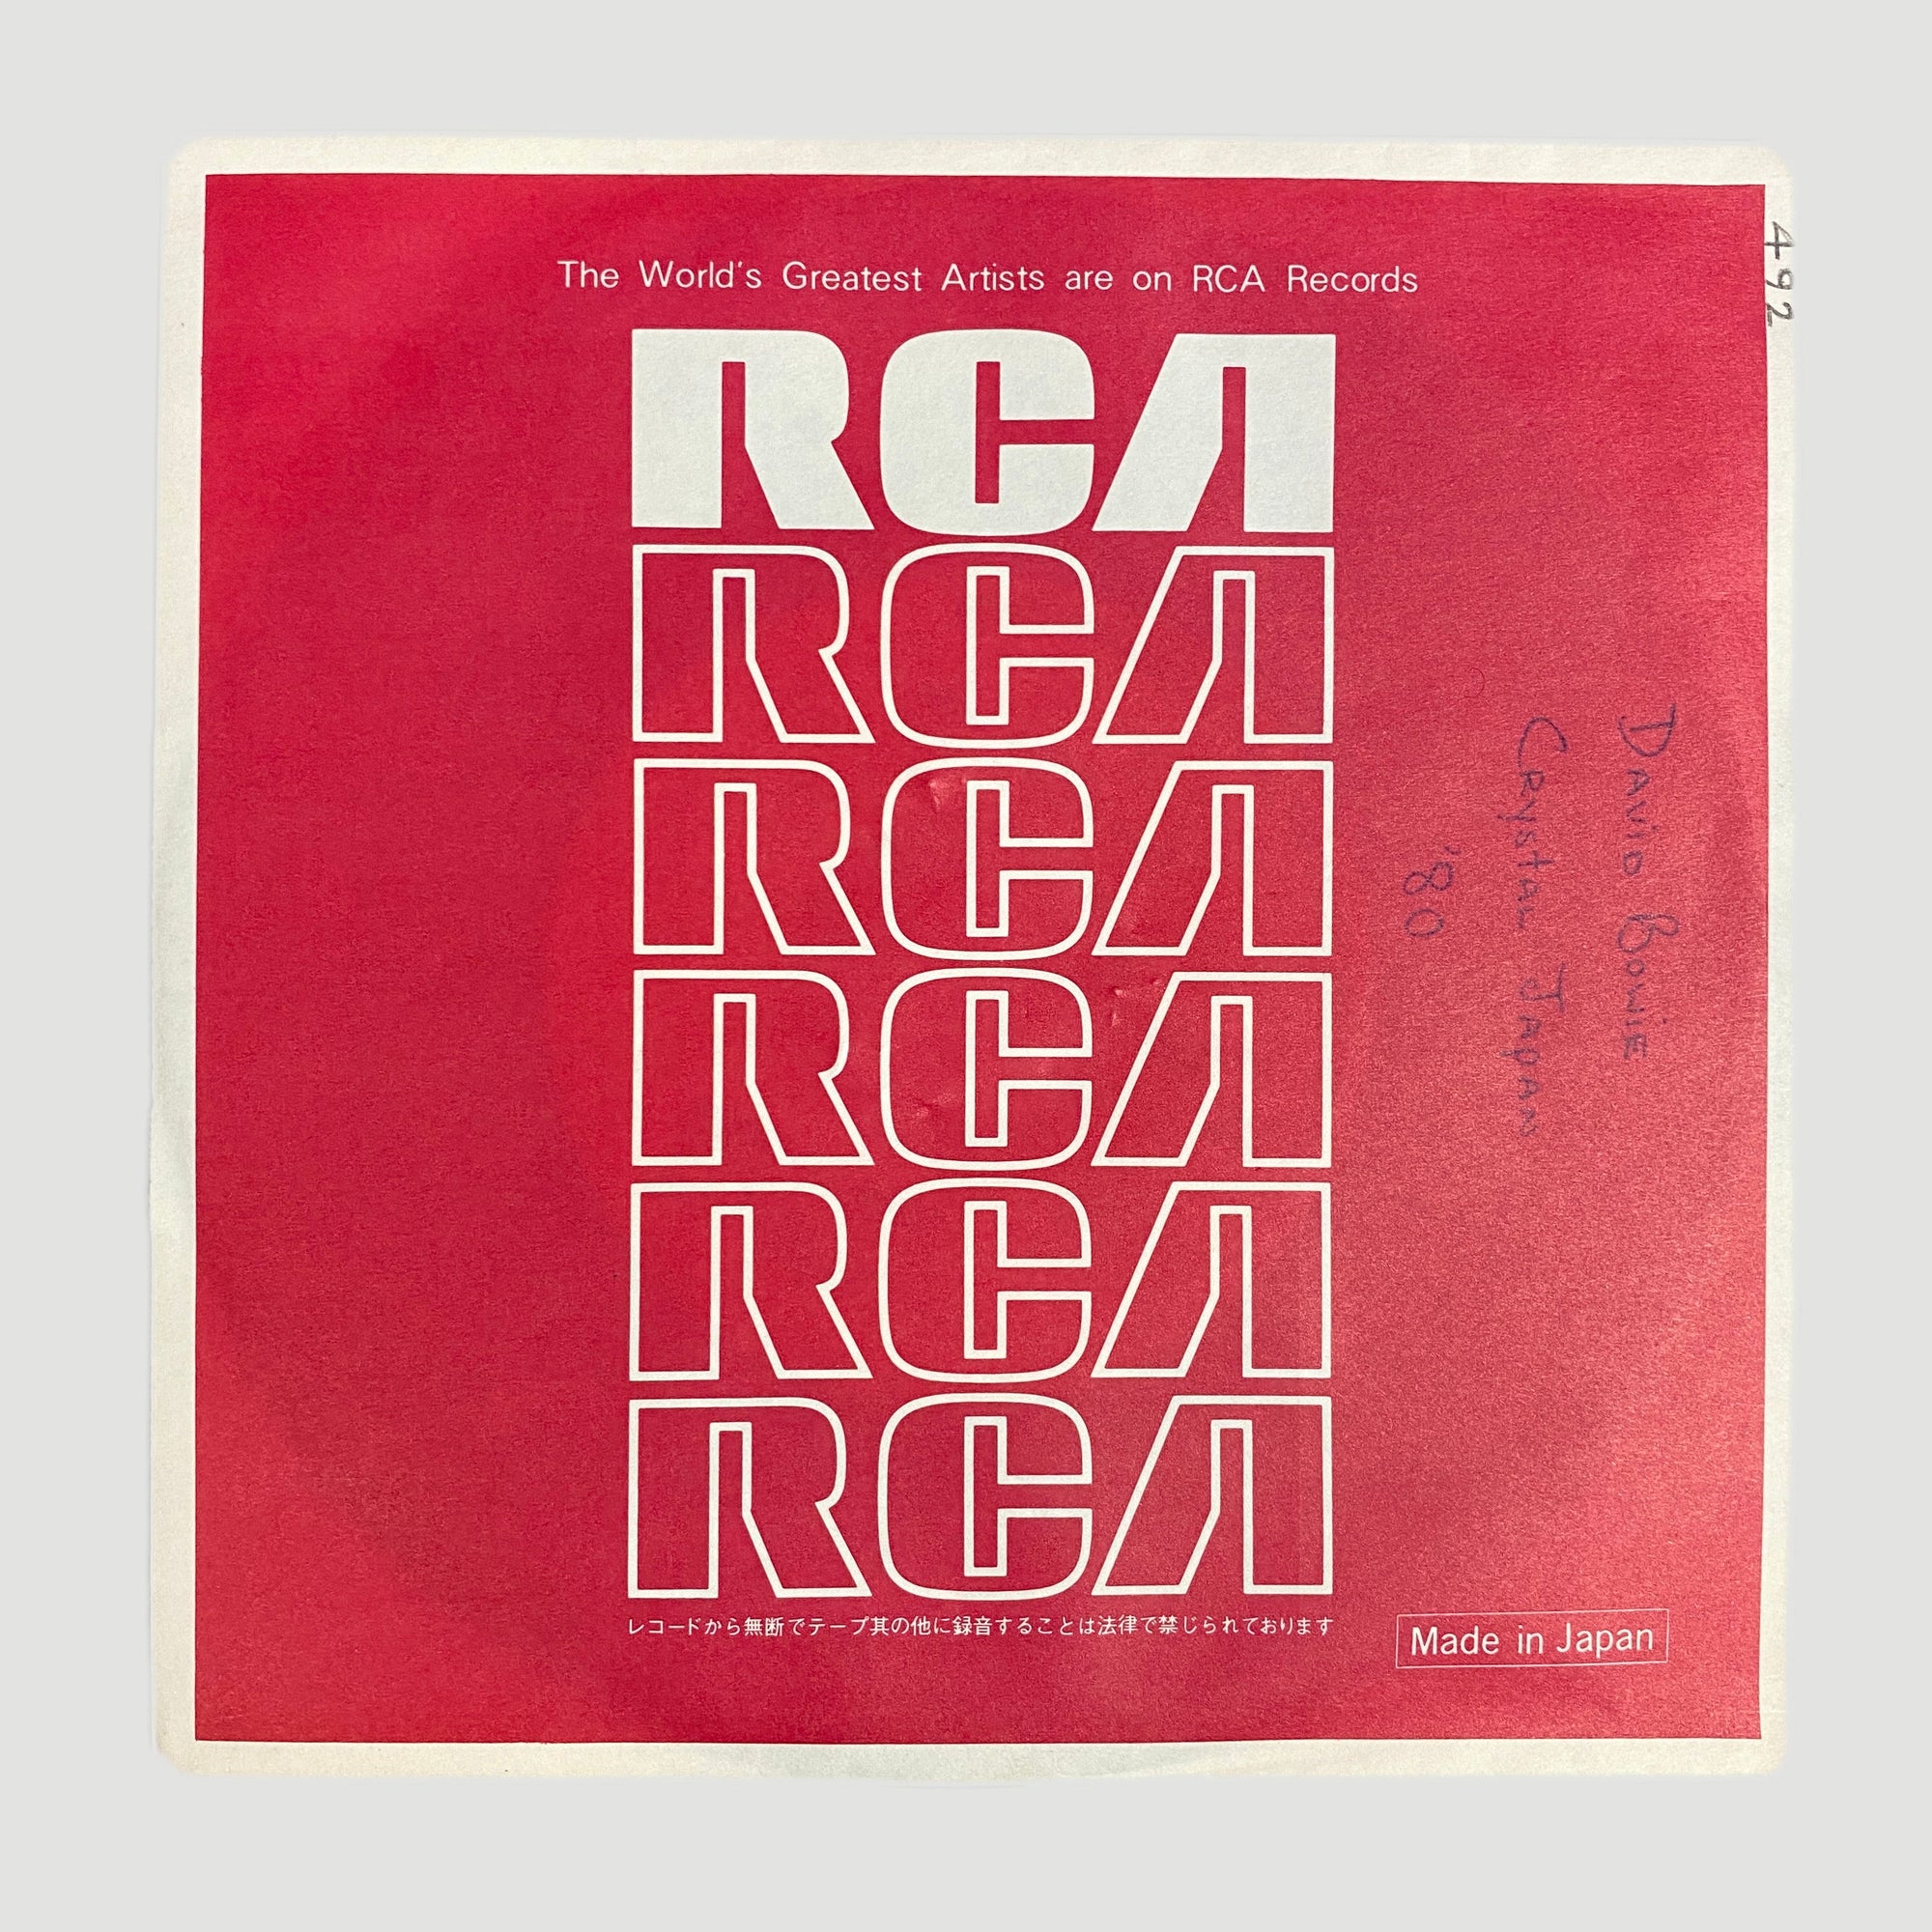 The World's Greatest Artists are on RCA Records
RCA
RCA
RCA
RCA
RCA
RCA
レコードから無断でテープ其の他に録音することは法律で禁じられております
Made in Japan
492
David Bowie
Crystal Japan
'80